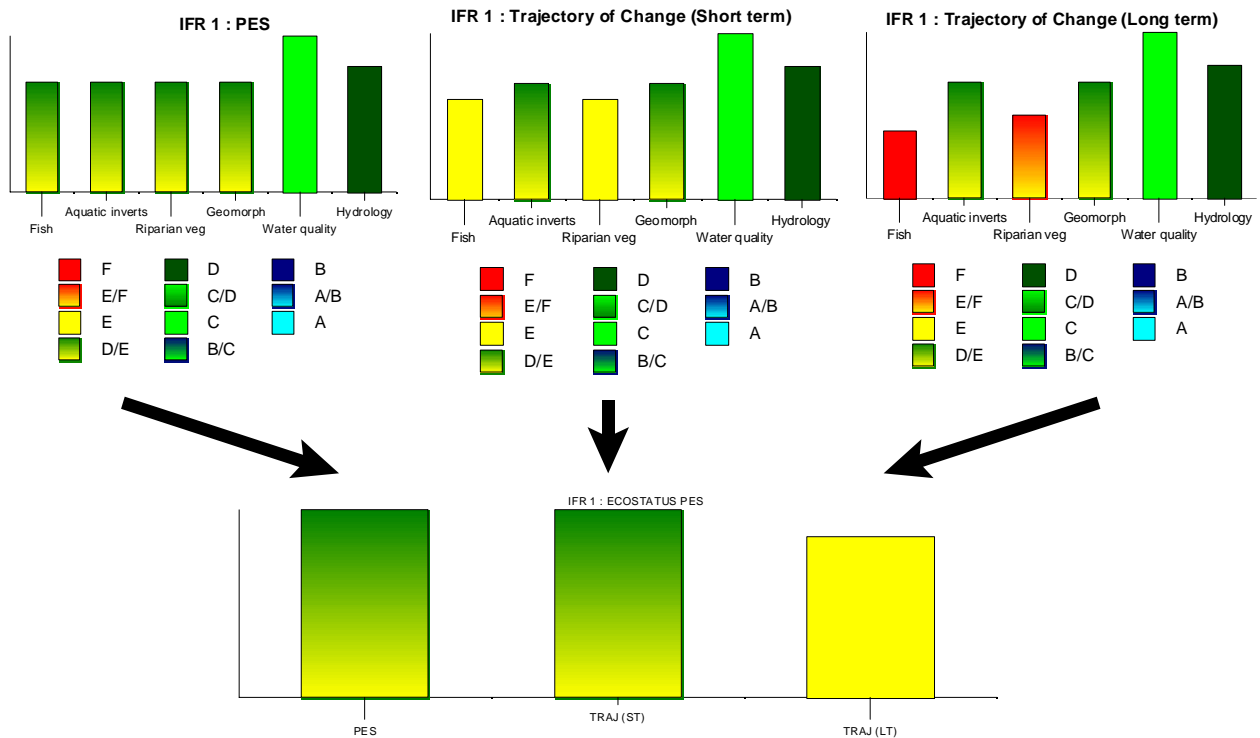 IFR 1 : PES
Fish
Aquatic inverts
Riparian veg
Geomorph
Water quality
Hydrology
F
E/F
E
D/E
D
C/D
C
B/C
B
A/B
A
IFR 1 : Trajectory of Change (Short term)
Fish
Aquatic inverts
Riparian veg
Geomorph
Water quality
Hydrology
F
E/F
E
D/E
D
C/D
C
B/C
B
A/B
A
IFR 1 : Trajectory of Change (Long term)
Fish
Aquatic inverts
Riparian veg
Geomorph
Water quality
Hydrology
F
E/F
E
D/E
D
C/D
C
B/C
B
A/B
A
IFR 1 : ECOSTATUS PES
PES
TRAJ (ST)
TRAJ (LT)